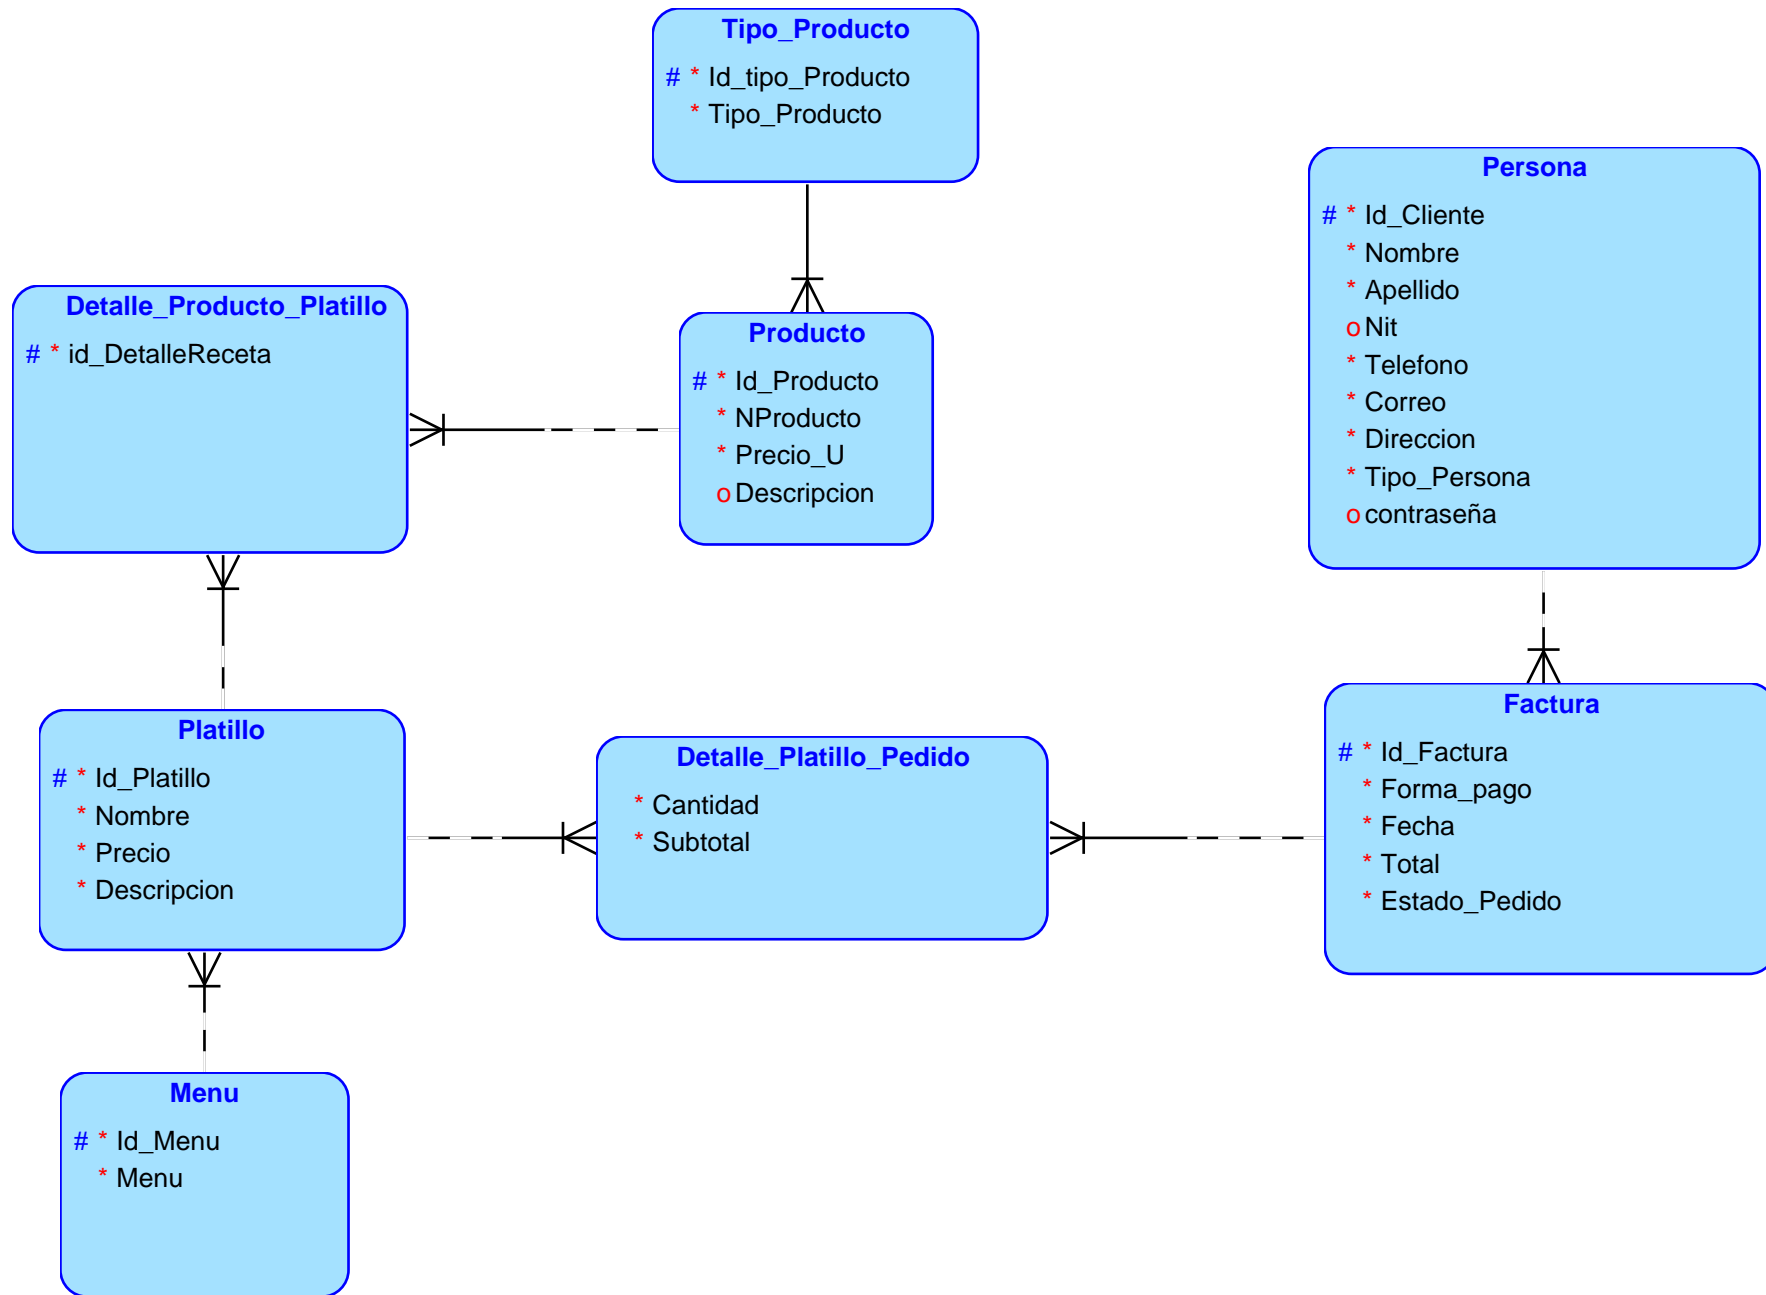 Tipo_Producto
# * Id_tipo_Producto
* Tipo_Producto
Persona
# * Id_Cliente
* Nombre
* Apellido
o Nit
* Telefono
* Correo
* Direccion
* Tipo_Persona
o contraseña
Detalle_Producto_Platillo
# * id_DetalleReceta
Producto
# * Id_Producto
* NProducto
* Precio_U
o Descripcion
Platillo
# * Id_Platillo
* Nombre
* Precio
* Descripcion
Detalle_Platillo_Pedido
* Cantidad
* Subtotal
Factura
# * Id_Factura
* Forma_pago
* Fecha
* Total
* Estado_Pedido
Menu
# * Id_Menu
* Menu